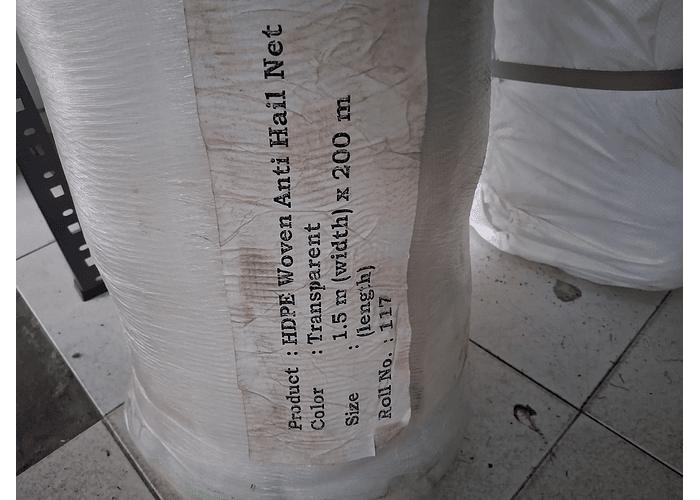 Product : HDPE Woven Anti Hail Net
Color : Transparent
Size : 1.5 m (width) x 200 m
(length)
Roll No. : 117